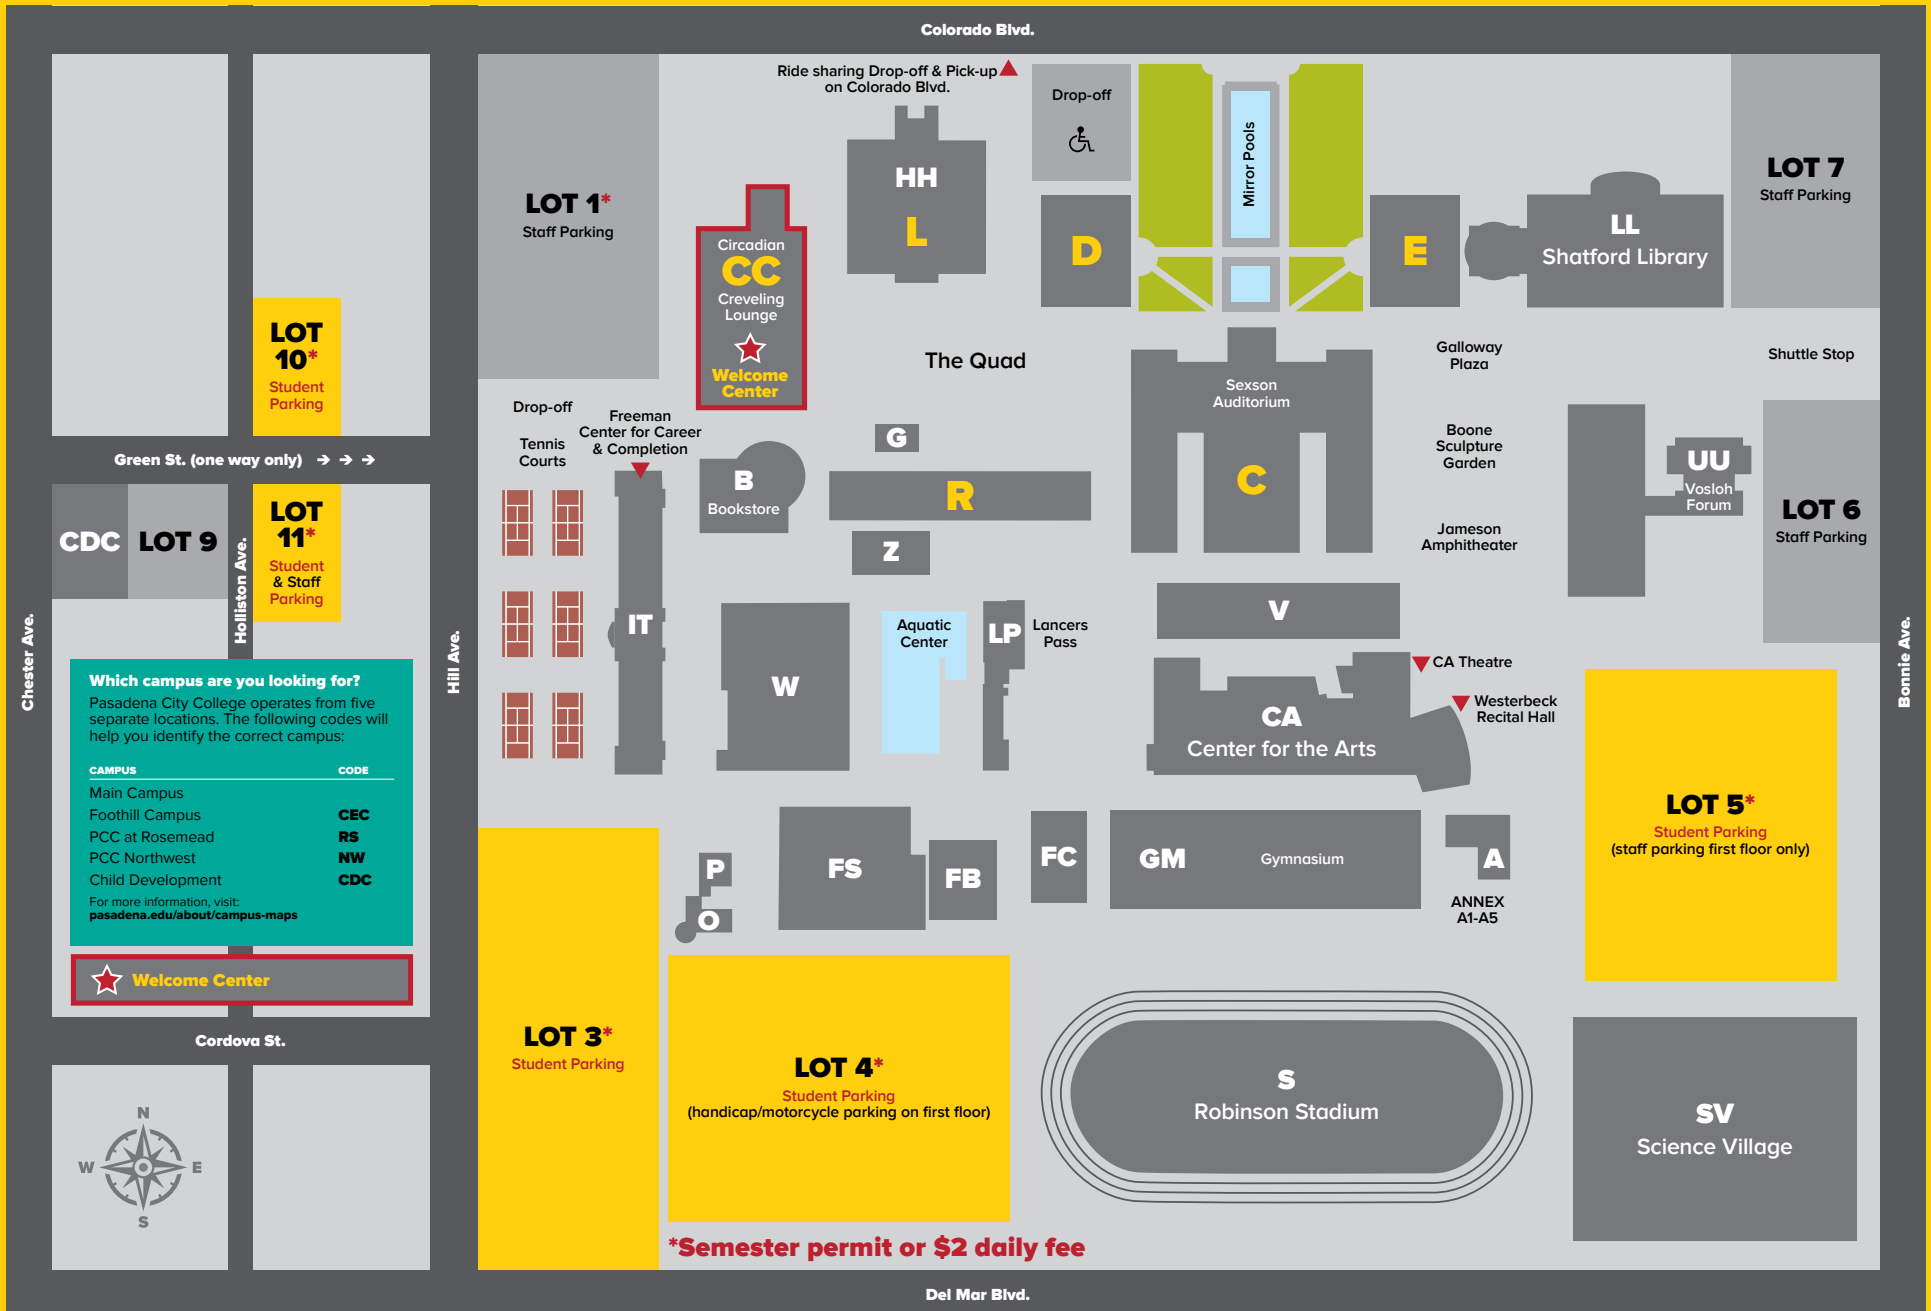 Colorado Blvd.
Ride sharing Drop-off & Pick-up
on Colorado Blvd.
Drop-off
Mirror Pools
HH
L
LOT 1*
Staff Parking
Circadian
CC
Creveling
Lounge
Welcome
Center
D
E
LL
Shatford Library
LOT 7
Staff Parking
LOT
10*
Student
Parking
The Quad
Galloway
Plaza
Shuttle Stop
Sexson
Auditorium
C
Drop-off
Tennis
Courts
Freeman
Center for Career
& Completion
G
B
Bookstore
R
Z
Boone
Sculpture
Garden
Jameson
Amphitheater
UU
Vosloh
Forum
LOT 6
Staff Parking
Green St. (one way only) → → →
CDC
LOT 9
Holliston Ave.
LOT
11*
Student
& Staff
Parking
Chester Ave.
Hill Ave.
Bonnie Ave.
IT
W
Aquatic
Center
LP
Lancers
Pass
V
CA Theatre
Westerbeck
Recital Hall
CA
Center for the Arts
Which campus are you looking for?
Pasadena City College operates from five
separate locations. The following codes will
help you identify the correct campus:
CAMPUS CODE
Main Campus
Foothill Campus CEC
PCC at Rosemead RS
PCC Northwest NW
Child Development CDC
For more information, visit:
pasadena.edu/about/campus-maps
Welcome Center
P
O
FS
FB
FC
GM
Gymnasium
A
ANNEX
A1-A5
LOT 5*
Student Parking
(staff parking first floor only)
Cordova St.
LOT 3*
Student Parking
LOT 4*
Student Parking
(handicap/motorcycle parking on first floor)
S
Robinson Stadium
SV
Science Village
N
W
E
S
*Semester permit or $2 daily fee
Del Mar Blvd.